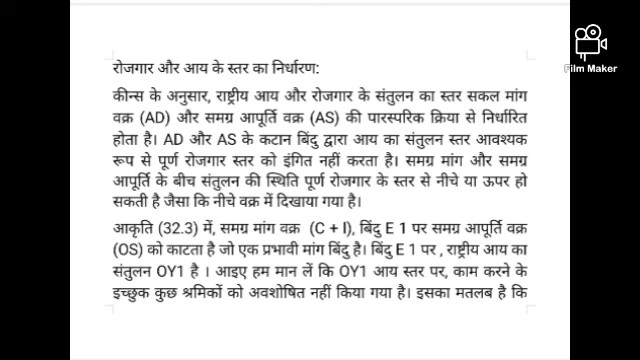 रोजगार और आय के स्तर का निर्धारण:
कीन्स के अनुसार, राष्ट्रीय आय और रोजगार के संतुलन का स्तर सकल मांग
वक्र (AD) और समग्र आपूर्ति वक्र (AS) की पारस्परिक क्रिया से निर्धारित
होता है। AD और AS के कटान बिंदु द्वारा आय का संतुलन स्तर आवश्यक
रूप से पूर्ण रोजगार स्तर को इंगित नहीं करता है। समग्र मांग और समग्र
आपूर्ति के बीच संतुलन की स्थिति पूर्ण रोजगार के स्तर से नीचे या ऊपर हो
सकती है जैसा कि नीचे वक्र में दिखाया गया है।
आकृति (32.3) में, समग्र मांग वक्र (C + I), बिंदु E 1 पर समग्र आपूर्ति वक्र
(OS) को काटता है जो एक प्रभावी मांग बिंदु है। बिंदु E 1 पर , राष्ट्रीय आय का
संतुलन OY1 है । आइए हम मान लें कि OY1 आय स्तर पर, काम करने के
इच्छुक कुछ श्रमिकों को अवशोषित नहीं किया गया है। इसका मतलब है कि
Film Maker